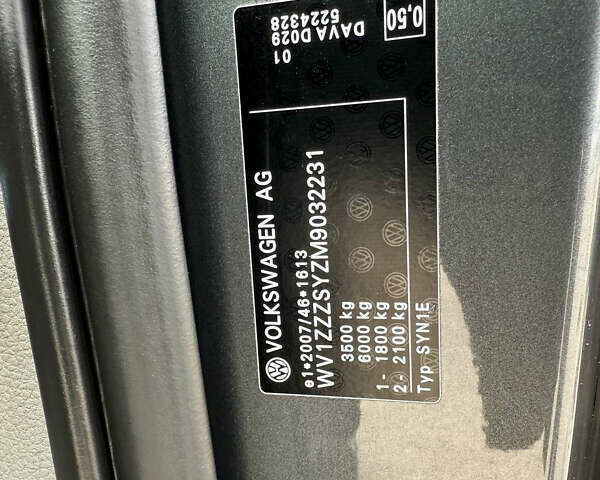 VOLKSWAGEN AG
e1*2007/46*1613
WV1ZZZSYZM9032231
3500 kg
6000 kg
1- 1800 kg
2- 2100 kg
Typ SYN1E
01
DAVA D029
5224328
0,50